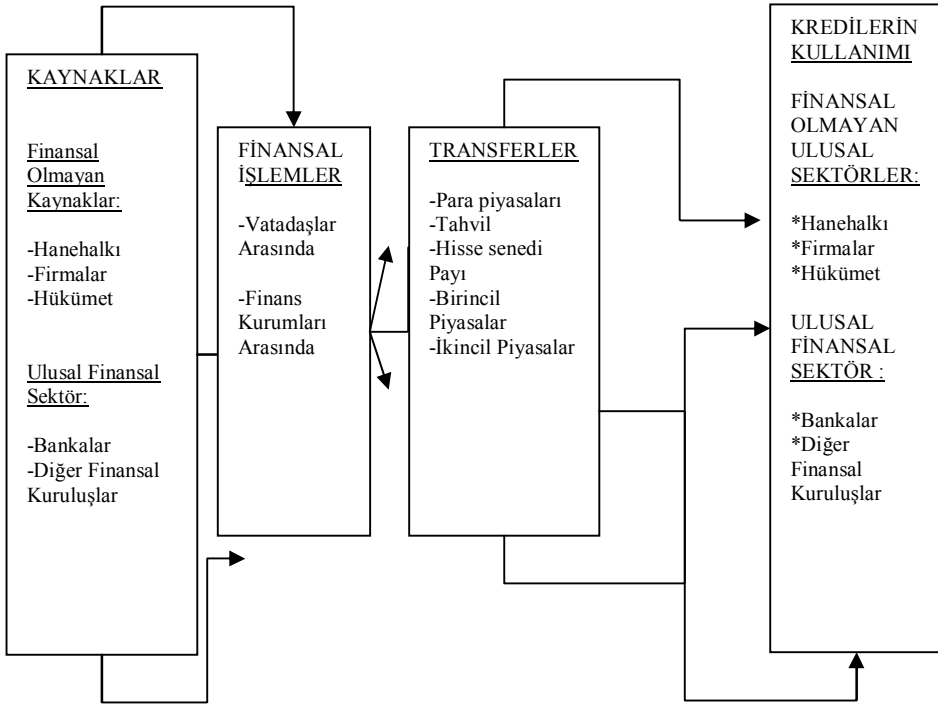 KAYNAKLAR
Finansal
Olmayan
Kaynaklar:
-Hanehalkı
-Firmalar
-Hükümet
Ulusal Finansal
Sektör:
-Bankalar
-Diğer Finansal
Kuruluşlar
FİNANSAL
İŞLEMLER
-Vatadaşlar
Arasında
-Finans
Kurumları
Arasında
TRANSFERLER
-Para piyasaları
-Tahvil
-Hisse senedi
Payı
-Birincil
Piyasalar
-İkincil Piyasalar
KREDİLERİN
KULLANIMI
FİNANSAL
OLMAYAN
ULUSAL
SEKTÖRLER:
*Hanehalkı
*Firmalar
*Hükümet
ULUSAL
FİNANSAL
SEKTÖR :
*Bankalar
*Diğer
Finansal
Kuruluşlar